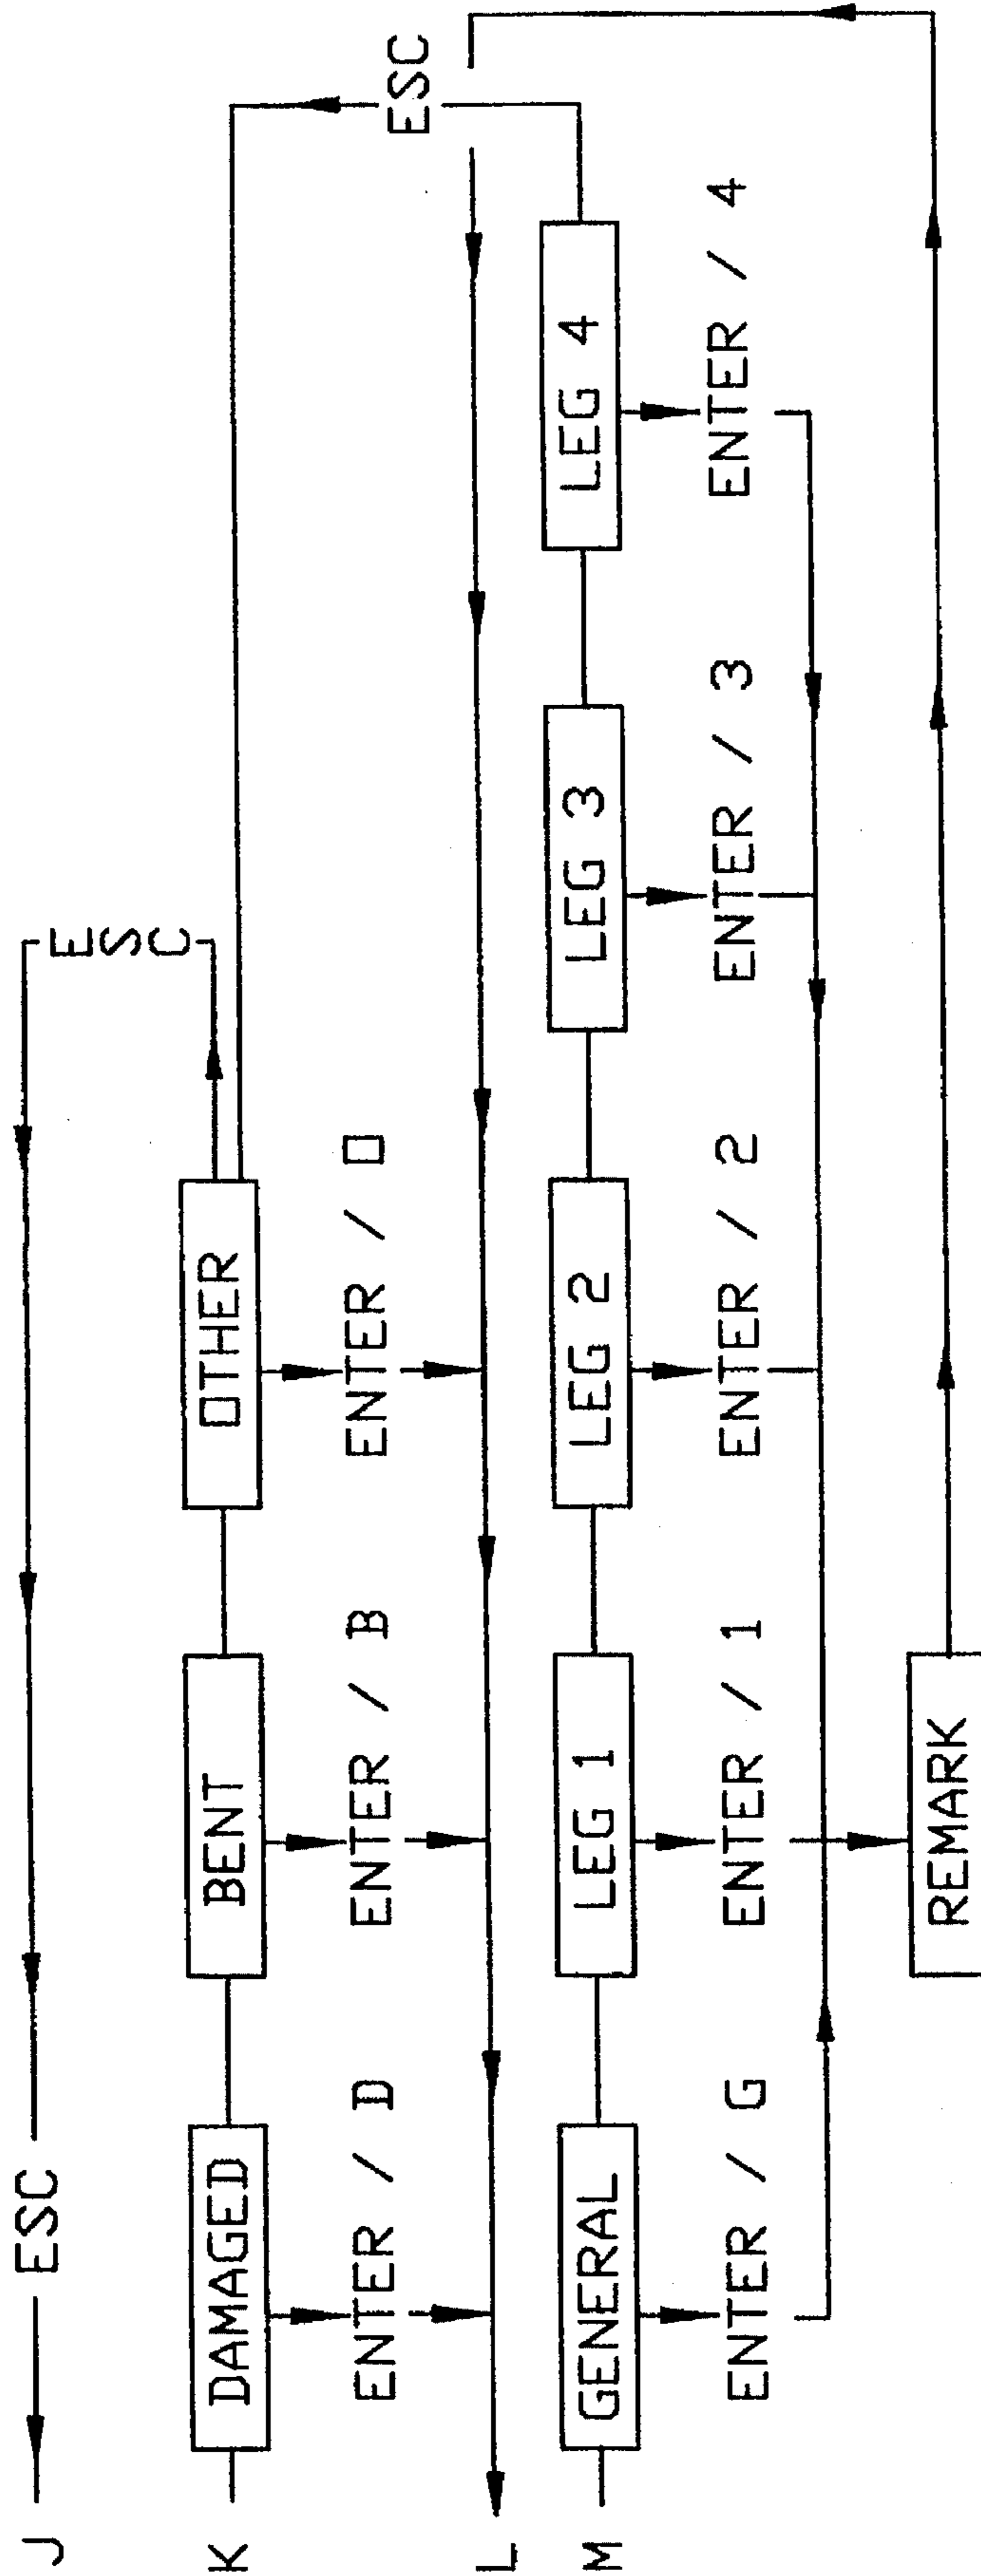 J ESC
ESC
K DAMAGED BENT OTHER
ENTER / D ENTER / B ENTER / O
ESC
L
M GENERAL LEG 1 LEG 2 LEG 3 LEG 4
ENTER / G ENTER / 1 ENTER / 2 ENTER / 3 ENTER / 4
REMARK